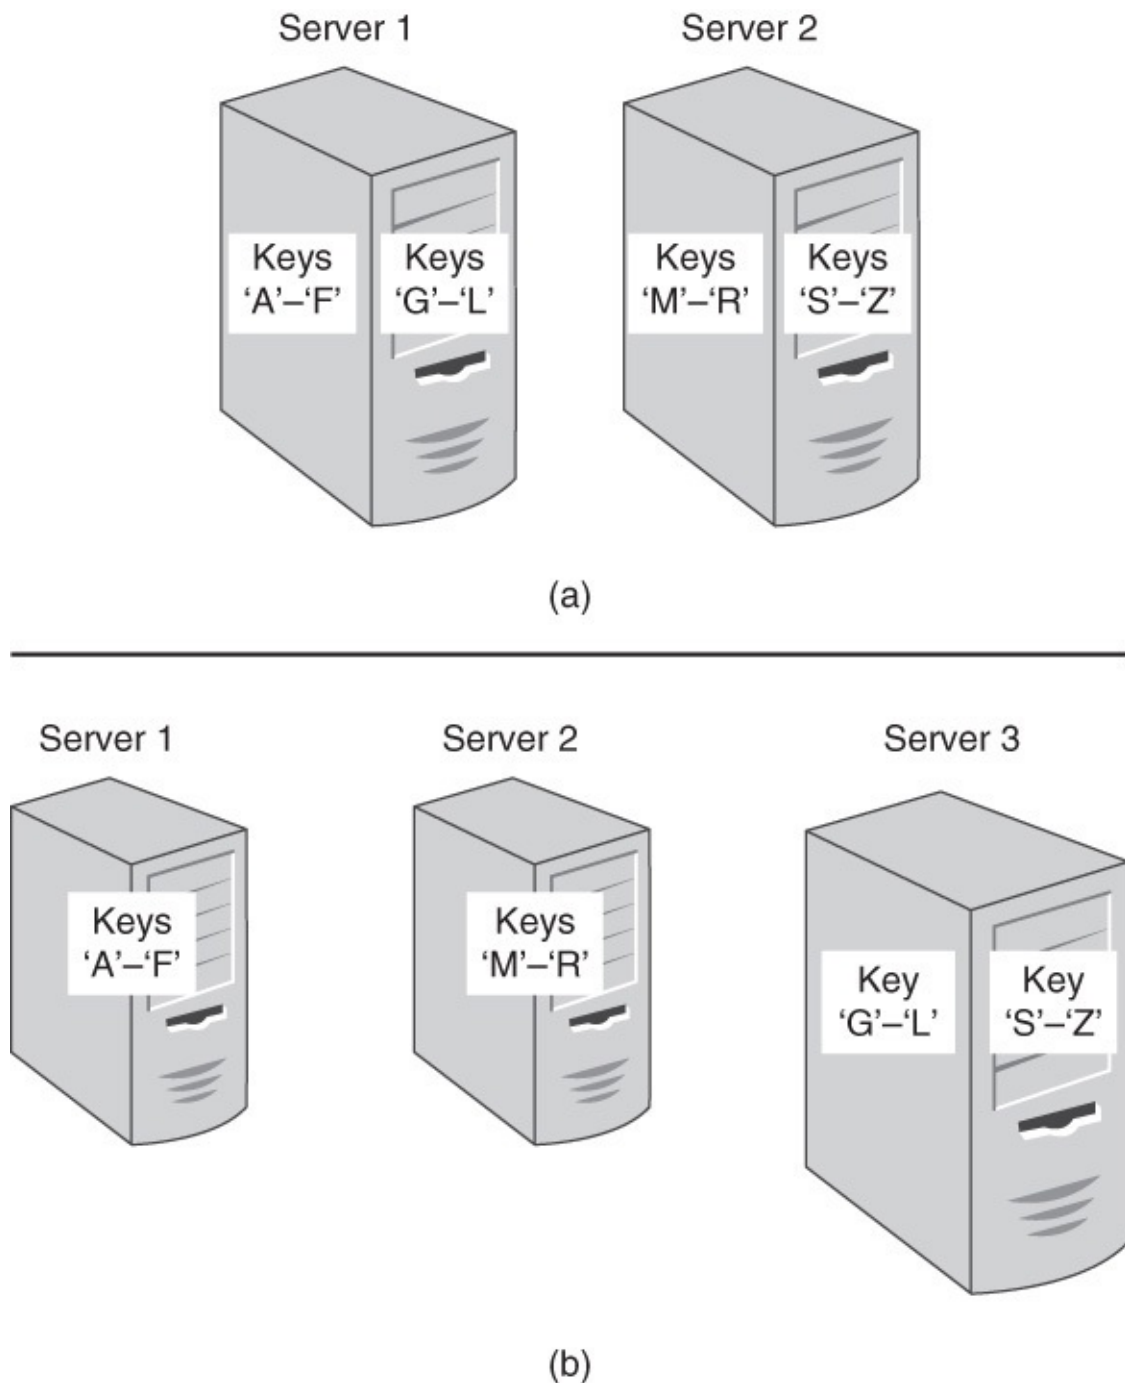 Server 1
Server 2
Keys
‘A’–‘F’
Keys
‘G’–‘L’
Keys
‘M’–‘R’
Keys
‘S’–‘Z’
(a)
Server 1
Server 2
Server 3
Keys
‘A’–‘F’
Keys
‘M’–‘R’
Key
‘G’–‘L’
Key
‘S’–‘Z’
(b)